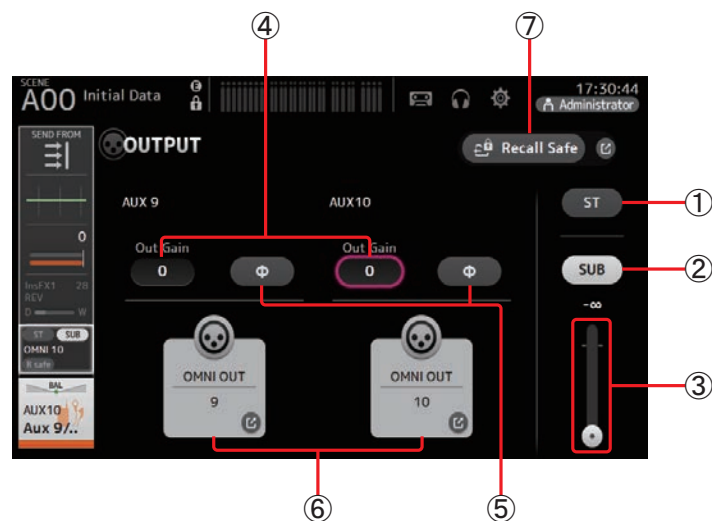 ④ ⑦
SCENE
A00 Initial Data E 17:30:44
Administrator
SEND FROM
OUTPUT
Recall Safe
AUX 9 AUX10
ST ①
0
Out Gain Out Gain
0 Φ 0 Φ
SUB ②
InsFX1 28
REV
D W
-∞
ST SUB
OMNI 10
R safe
OMNI OUT OMNI OUT
9 10
③
BAL
AUX10
Aux 9/..
⑥ ⑤